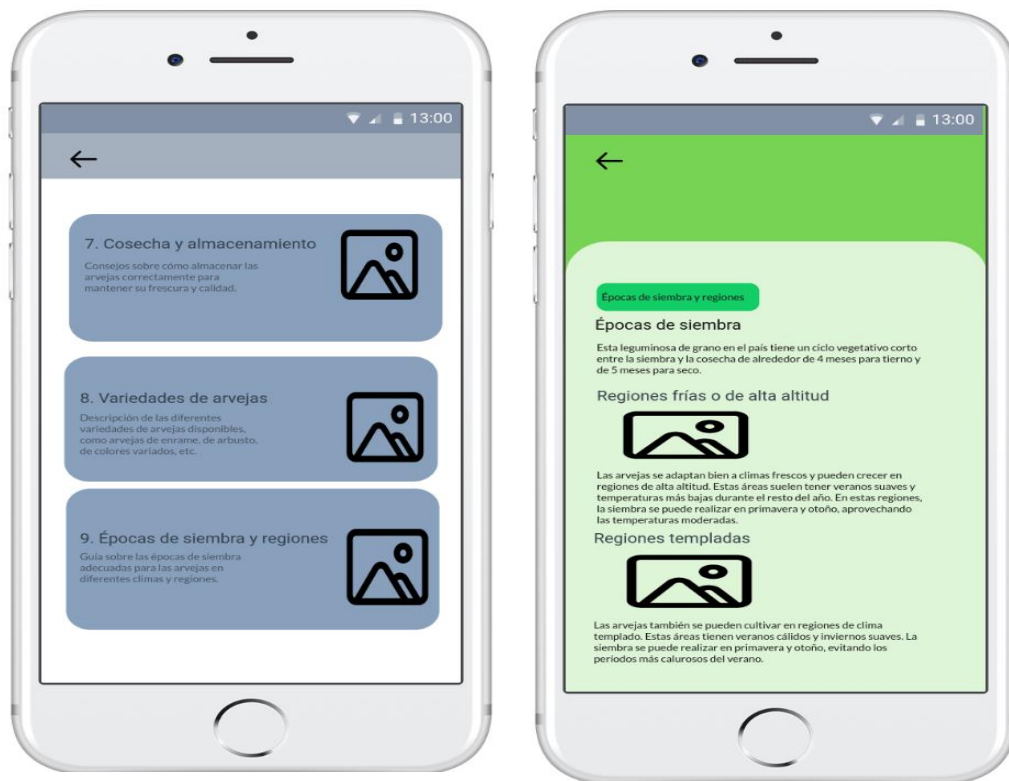 13:00
7. Cosecha y almacenamiento
Consejos sobre cómo almacenar las
arvejas correctamente para
mantener su frescura y calidad.
8. Variedades de arvejas
Descripción de las diferentes
variedades de arvejas disponibles,
como arvejas de enrame, de arbusto,
de colores variados, etc.
9. Épocas de siembra y regiones
Guía sobre las épocas de siembra
adecuadas para las arvejas en
diferentes climas y regiones.
13:00
Épocas de siembra y regiones
Épocas de siembra
Esta leguminosa de grano en el país tiene un ciclo vegetativo corto
entre la siembra y la cosecha de alrededor de 4 meses para tierno y
de 5 meses para seco.
Regiones frías o de alta altitud
Las arvejas se adaptan bien a climas frescos y pueden crecer en
regiones de alta altitud. Estas áreas suelen tener veranos suaves y
temperaturas más bajas durante el resto del año. En estas regiones,
la siembra se puede realizar en primavera y otoño, aprovechando
las temperaturas moderadas.
Regiones templadas
Las arvejas también se pueden cultivar en regiones de clima
templado. Estas áreas tienen veranos cálidos y inviernos suaves. La
siembra se puede realizar en primavera y otoño, evitando los
períodos más calurosos del verano.